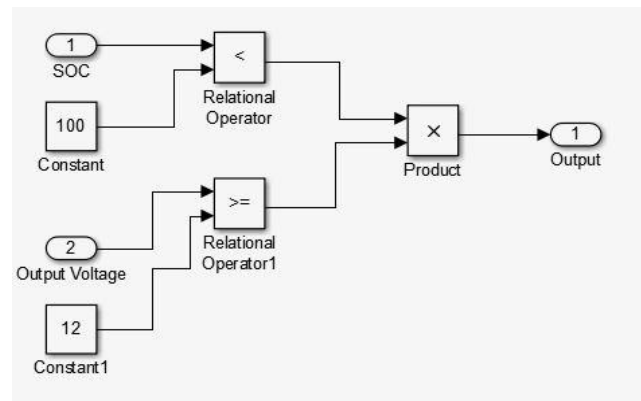 1
SOC
<
Relational
Operator
100
Constant
×
Product
1
Output
>=
Relational
Operator1
2
Output Voltage
12
Constant1